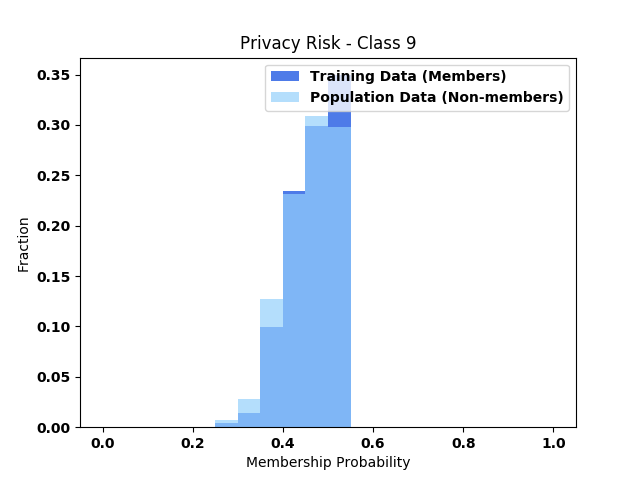 Privacy Risk - Class 9
Training Data (Members)
Population Data (Non-members)
0.35
0.30
0.25
0.20
0.15
0.10
0.05
0.00
Fraction
0.0 0.2 0.4 0.6 0.8 1.0
Membership Probability